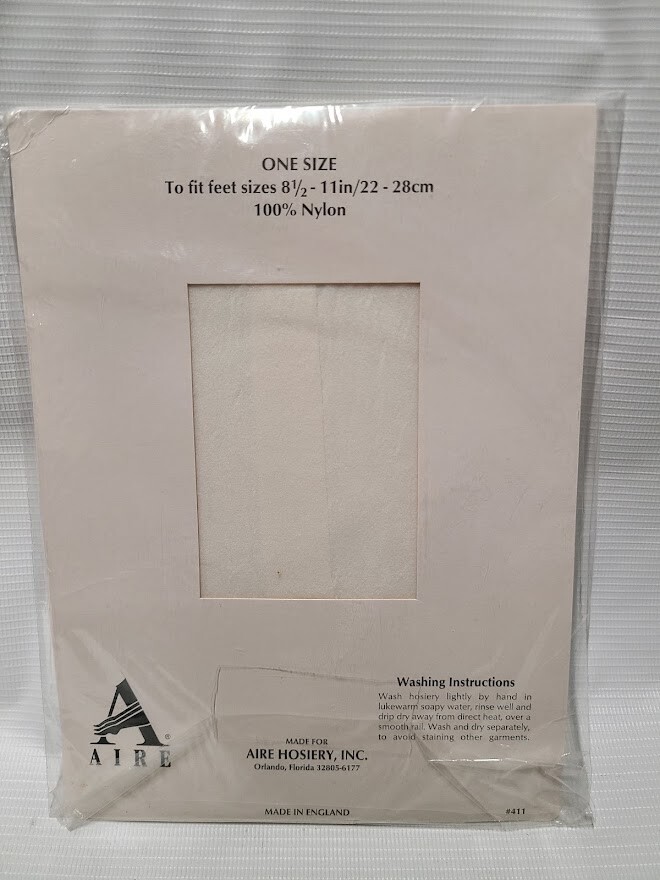 ONE SIZE
To fit feet sizes 8½ - 11in/22 - 28cm
100% Nylon
Washing Instructions
Wash hosiery lightly by hand in
lukewarm soapy water, rinse well and
drip dry away from direct heat, over a
smooth rail. Wash and dry separately,
to avoid staining other garments.
A®
AIRE
MADE FOR
AIRE HOSIERY, INC.
Orlando, Florida 32805-6177
MADE IN ENGLAND
#411